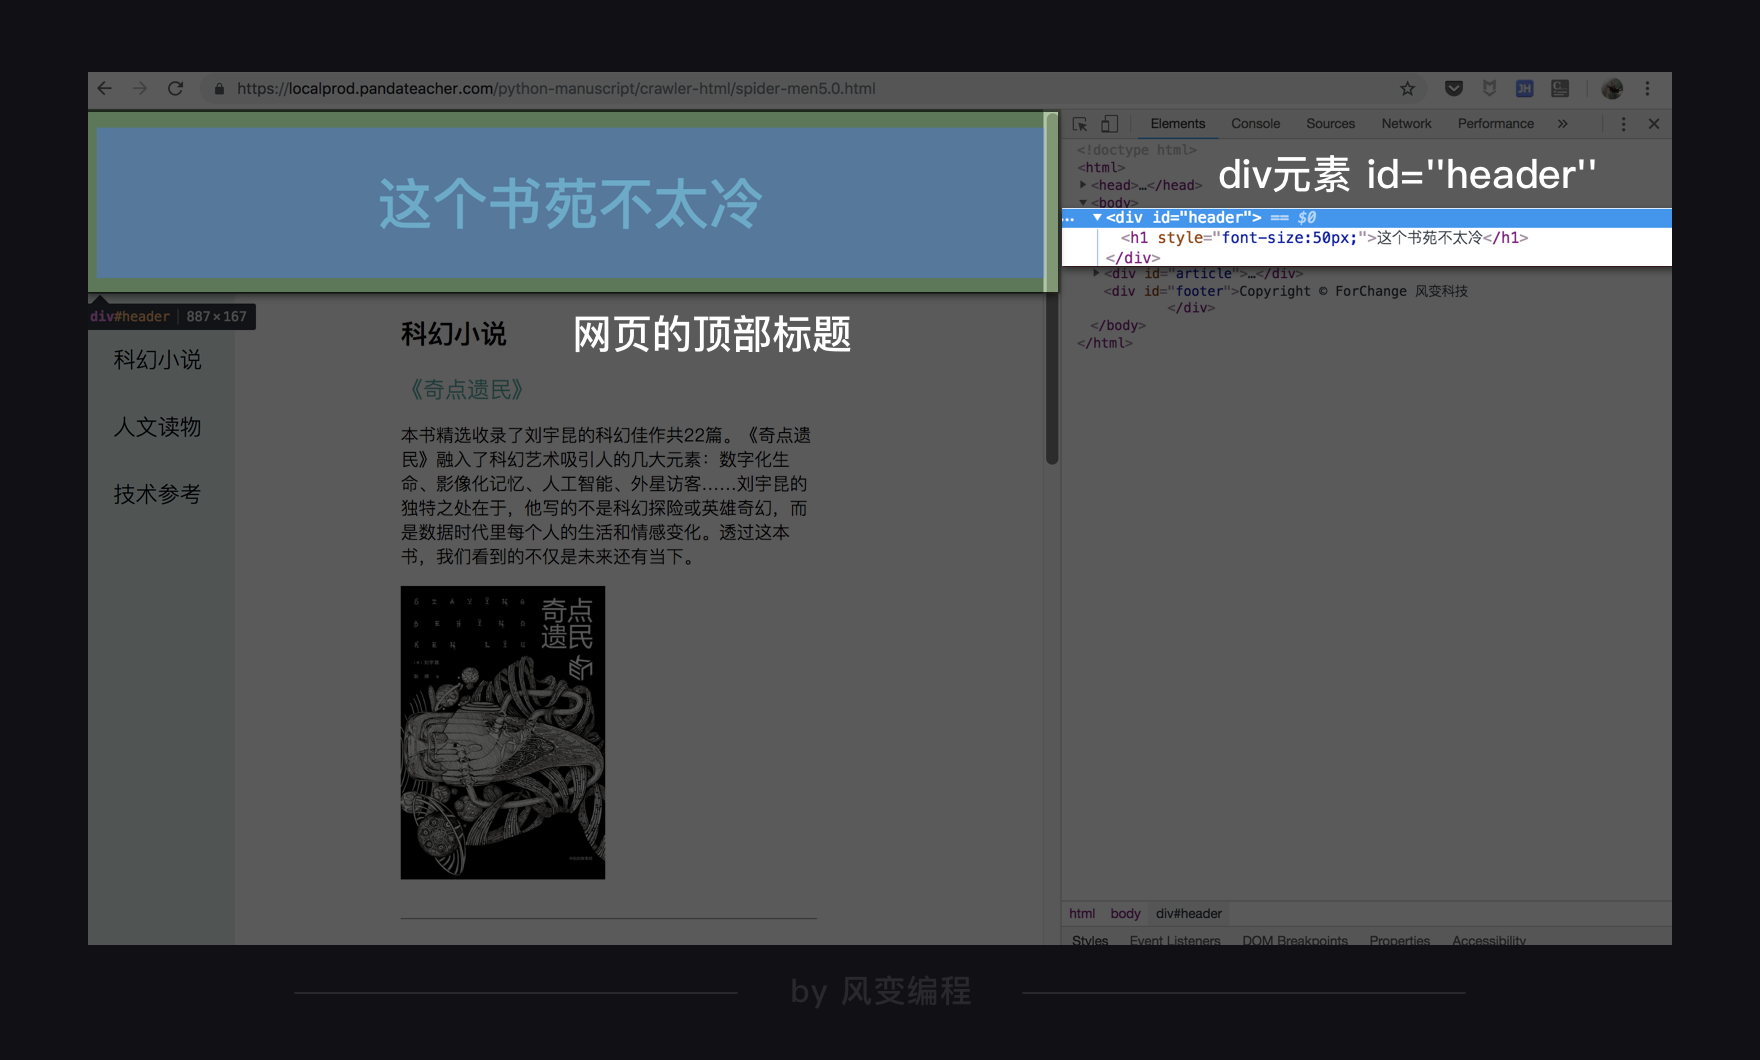 https://localprod.pandateacher.com/python-manuscript/crawler-html/spider-men5.0.html
JH
这个书苑不太冷
div#header 887×167
科幻小说
人文读物
技术参考
科幻小说
网页的顶部标题
《奇点遗民》
本书精选收录了刘宇昆的科幻佳作共22篇。《奇点遗
民》融入了科幻艺术吸引人的几大元素：数字化生
命、影像化记忆、人工智能、外星访客……刘宇昆的
独特之处在于，他写的不是科幻探险或英雄奇幻，而
是数据时代里每个人的生活和情感变化。透过这本
书，我们看到的不仅是未来还有当下。
奇点
遗民
Elements Console Sources Network Performance »
<!doctype html>
<html>
<head>…</head>
div元素 id=''header''
<body>
… <div id="header"> == $0
<h1 style="font-size:50px;">这个书苑不太冷</h1>
</div>
<div id="article">…</div>
<div id="footer">Copyright © ForChange 风变科技
</div>
</body>
</html>
html body div#header
Styles Event Listeners DOM Breakpoints Properties Accessibility
by 风变编程